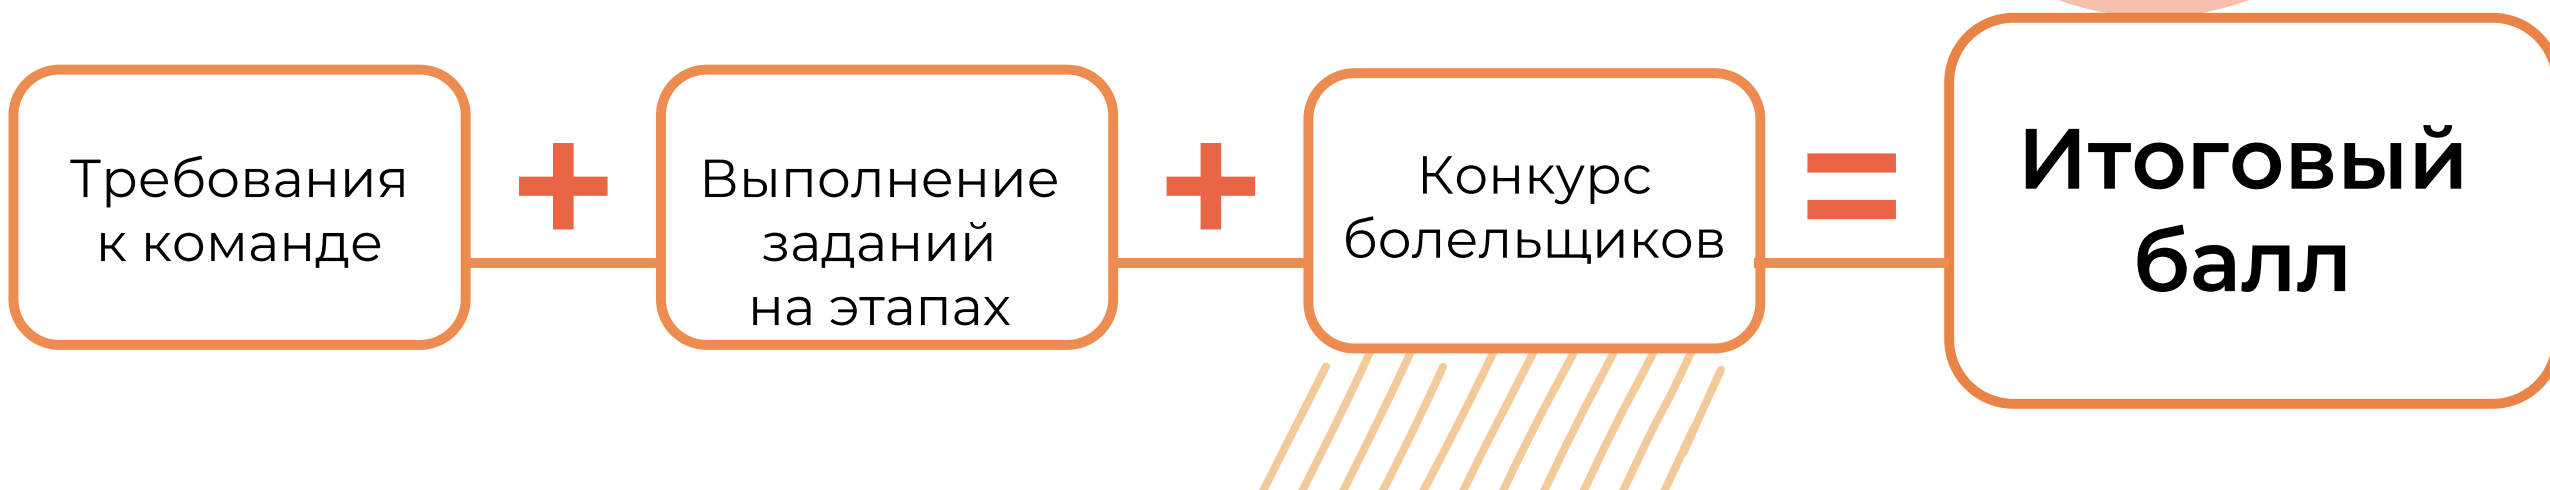 Требования
к команде
+
Выполнение
заданий
на этапах
+
Конкурс
болельщиков
=
Итоговый
балл